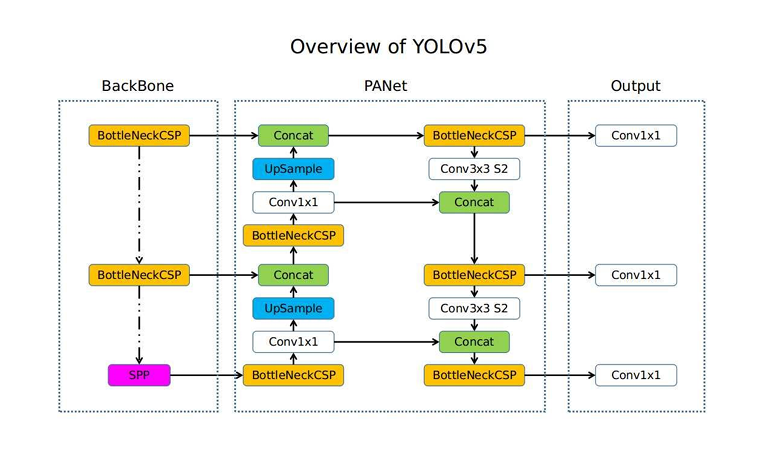 Overview of YOLOv5
BackBone
PANet
Output
BottleNeckCSP
Concat
BottleNeckCSP
Conv1x1
UpSample
Conv3x3 S2
Conv1x1
Concat
BottleNeckCSP
BottleNeckCSP
Concat
BottleNeckCSP
Conv1x1
UpSample
Conv3x3 S2
Conv1x1
Concat
SPP
BottleNeckCSP
BottleNeckCSP
Conv1x1